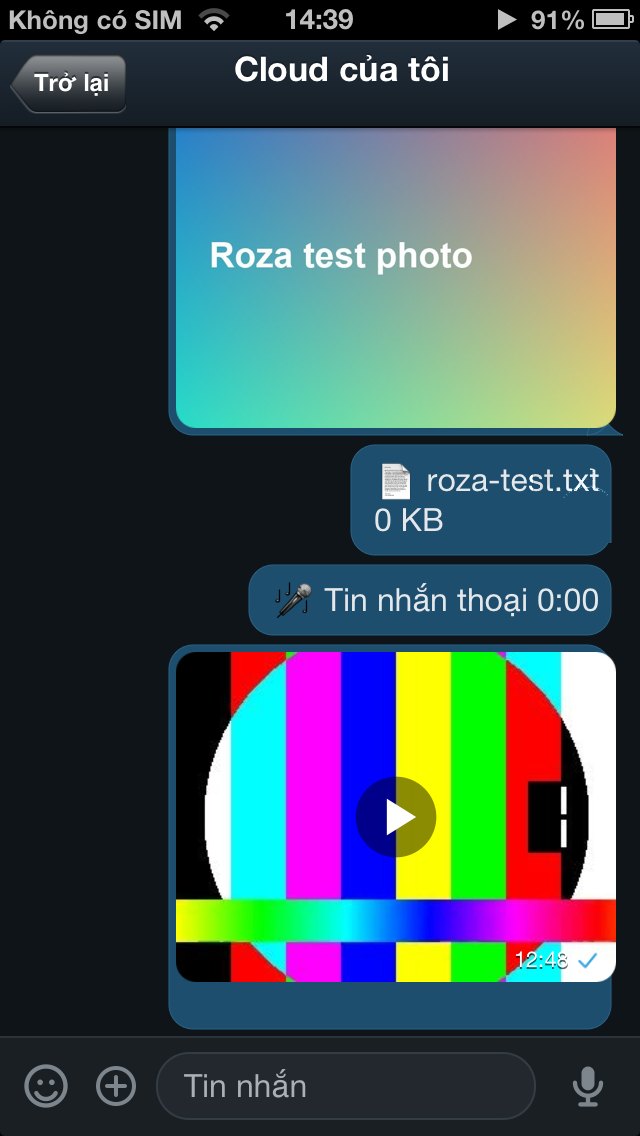 Không có SIM 14:39 91%
Trở lại Cloud của tôi
Roza test photo
roza-test.txt
0 KB
Tin nhắn thoại 0:00
12:48
Tin nhắn